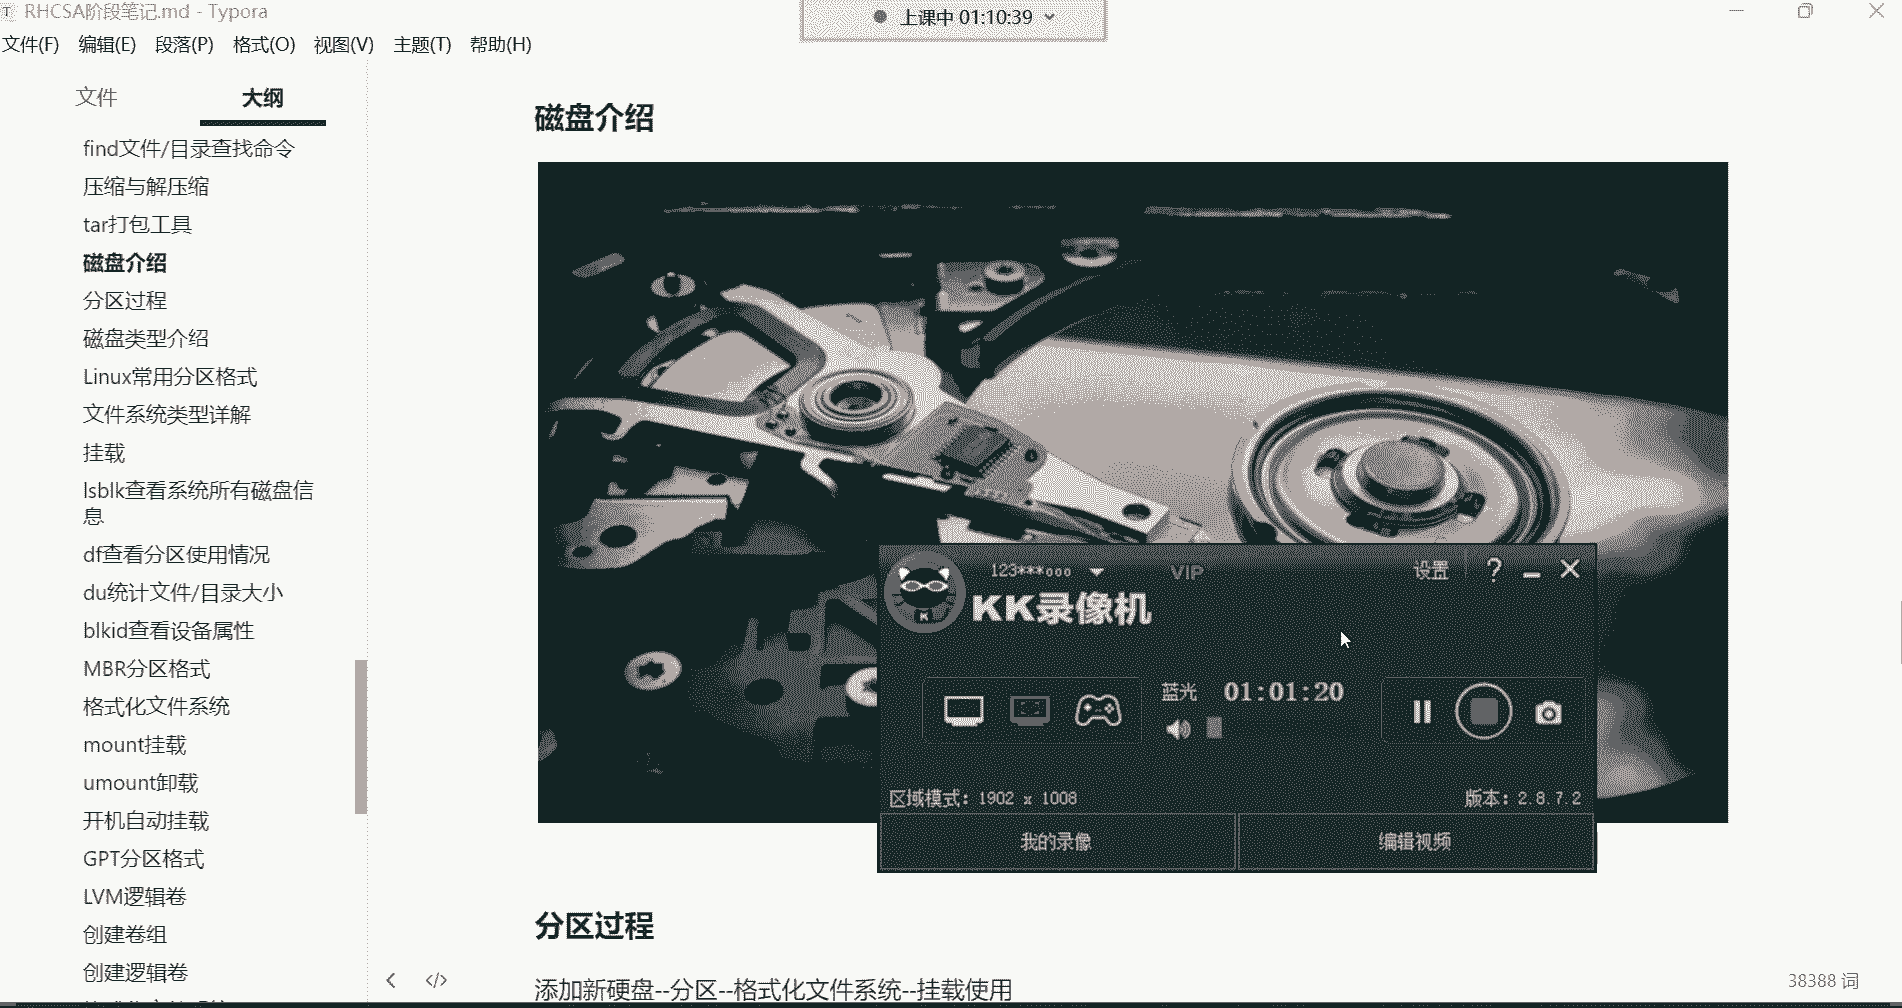 RHCSA阶段笔记.md - Typora
上课中 01:10:39
文件(F) 编辑(E) 段落(P) 格式(O) 视图(V) 主题(T) 帮助(H)
文件 大纲
find文件/目录查找命令
压缩与解压缩
tar打包工具
磁盘介绍
分区过程
磁盘类型介绍
Linux常用分区格式
文件系统类型详解
挂载
lsblk查看系统所有磁盘信
息
df查看分区使用情况
du统计文件/目录大小
blkid查看设备属性
MBR分区格式
格式化文件系统
mount挂载
umount卸载
开机自动挂载
GPT分区格式
LVM逻辑卷
创建卷组
创建逻辑卷
磁盘介绍
123***ooo VIP 设置
KK录像机
蓝光 01:01:20
区域模式：1902 x 1008 版本：2.8.7.2
我的录像 编辑视频
分区过程
添加新硬盘--分区--格式化文件系统--挂载使用
38388 词